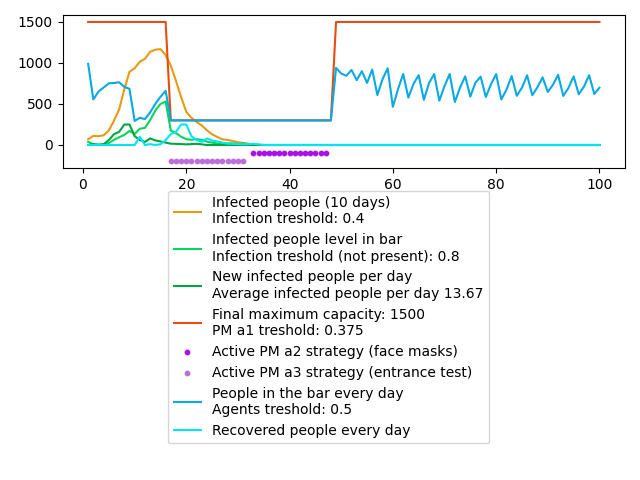 1500
1000
500
0
0 20 40 60 80 100
Infected people (10 days)
Infection treshold: 0.4
Infected people level in bar
Infection treshold (not present): 0.8
New infected people per day
Average infected people per day 13.67
Final maximum capacity: 1500
PM a1 treshold: 0.375
Active PM a2 strategy (face masks)
Active PM a3 strategy (entrance test)
People in the bar every day
Agents treshold: 0.5
Recovered people every day